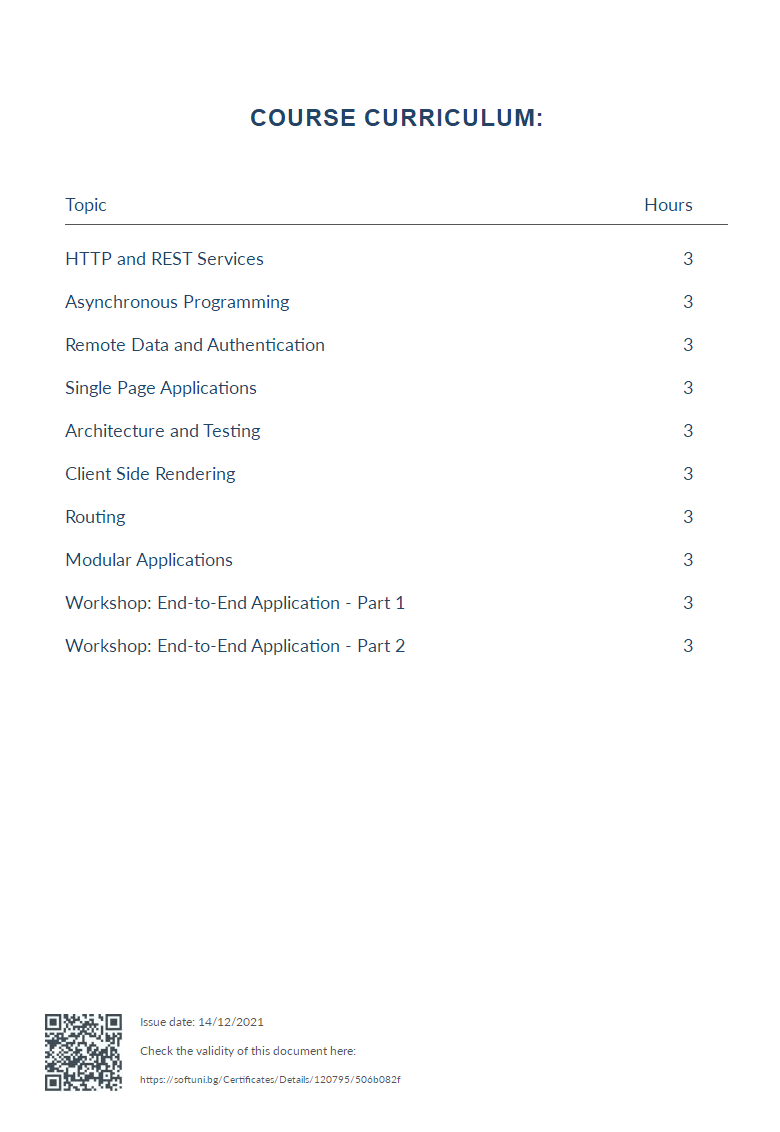 COURSE CURRICULUM:
Topic Hours
HTTP and REST Services 3
Asynchronous Programming 3
Remote Data and Authentication 3
Single Page Applications 3
Architecture and Testing 3
Client Side Rendering 3
Routing 3
Modular Applications 3
Workshop: End-to-End Application - Part 1 3
Workshop: End-to-End Application - Part 2 3
Issue date: 14/12/2021
Check the validity of this document here:
https://softuni.bg/Certificates/Details/120795/506b082f